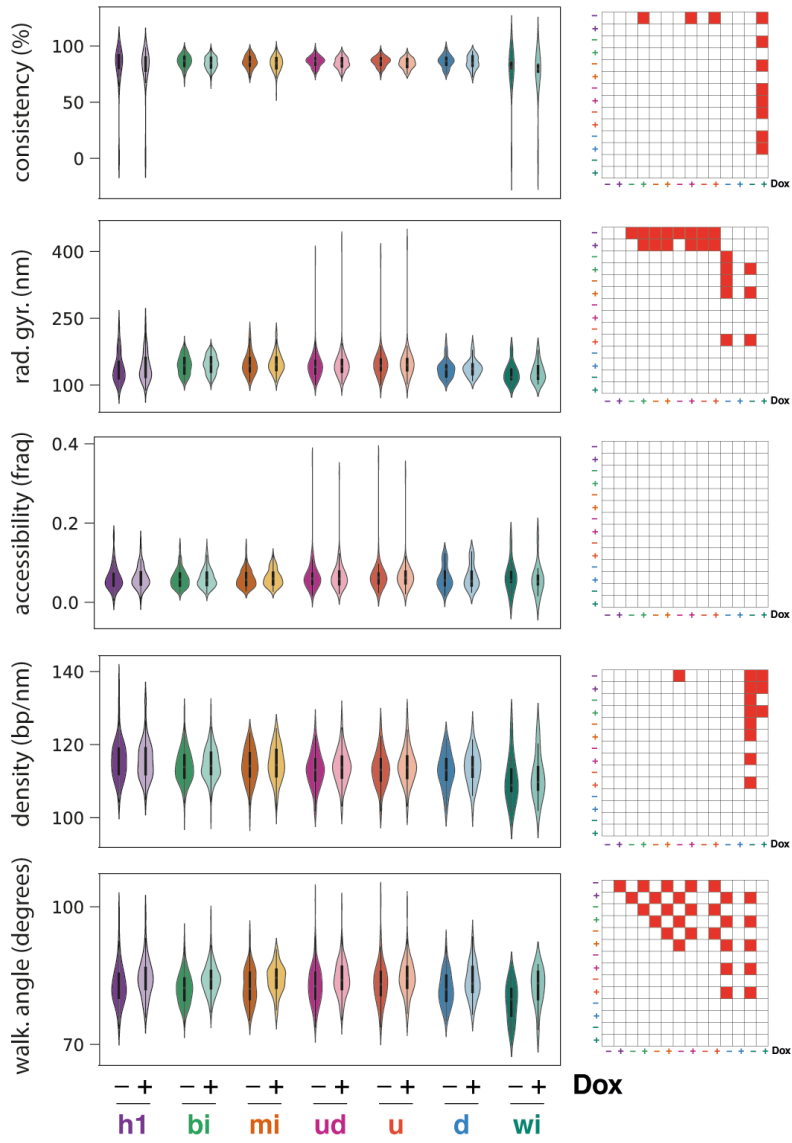 consistency (%)
100
50
0
− + − + − + − + − + − + − + Dox
rad. gyr. (nm)
400
250
100
− + − + − + − + − + − + − + Dox
accessibility (fraq)
0.4
0.2
0.0
− + − + − + − + − + − + − + Dox
density (bp/nm)
140
120
100
− + − + − + − + − + − + − + Dox
walk. angle (degrees)
100
70
− + − + − + − + − + − + − + Dox
− + − + − + − + − + − + − + Dox
h1 bi mi ud u d wi